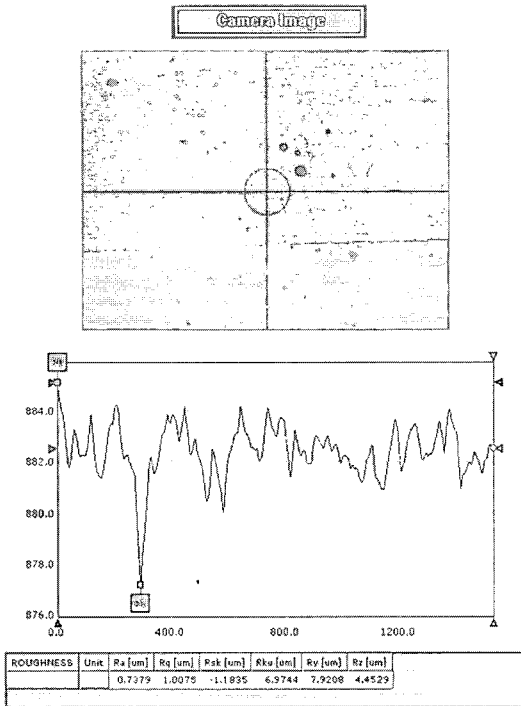 Camera Image
884.0
882.0
880.0
878.0
876.0
0.0 400.0 800.0 1200.0
ROUGHNESS Unit Ra [um] Rq [um] Rsk [um] Rku [um] Ry [um] Rz [um]
0.7379 1.0075 -1.1835 6.9744 7.9208 4.4529